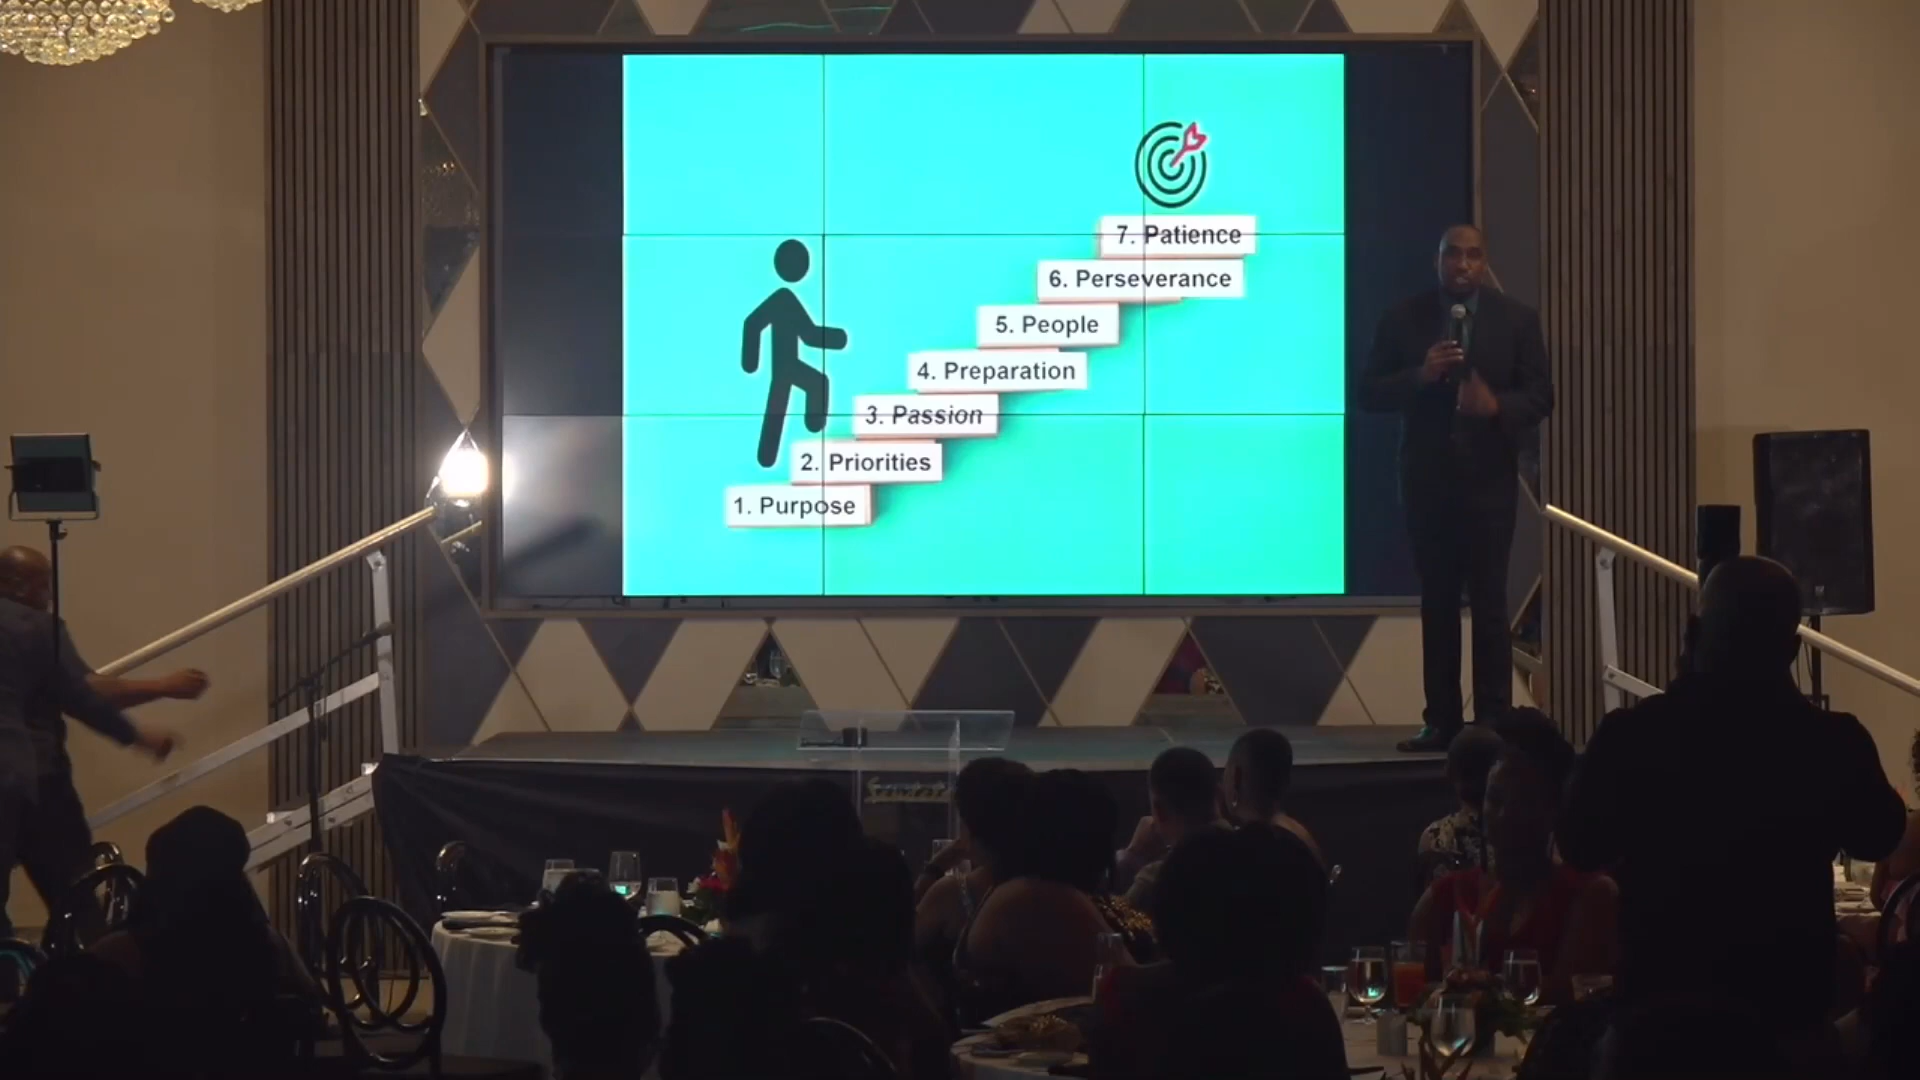 7. Patience
6. Perseverance
5. People
4. Preparation
3. Passion
2. Priorities
1. Purpose